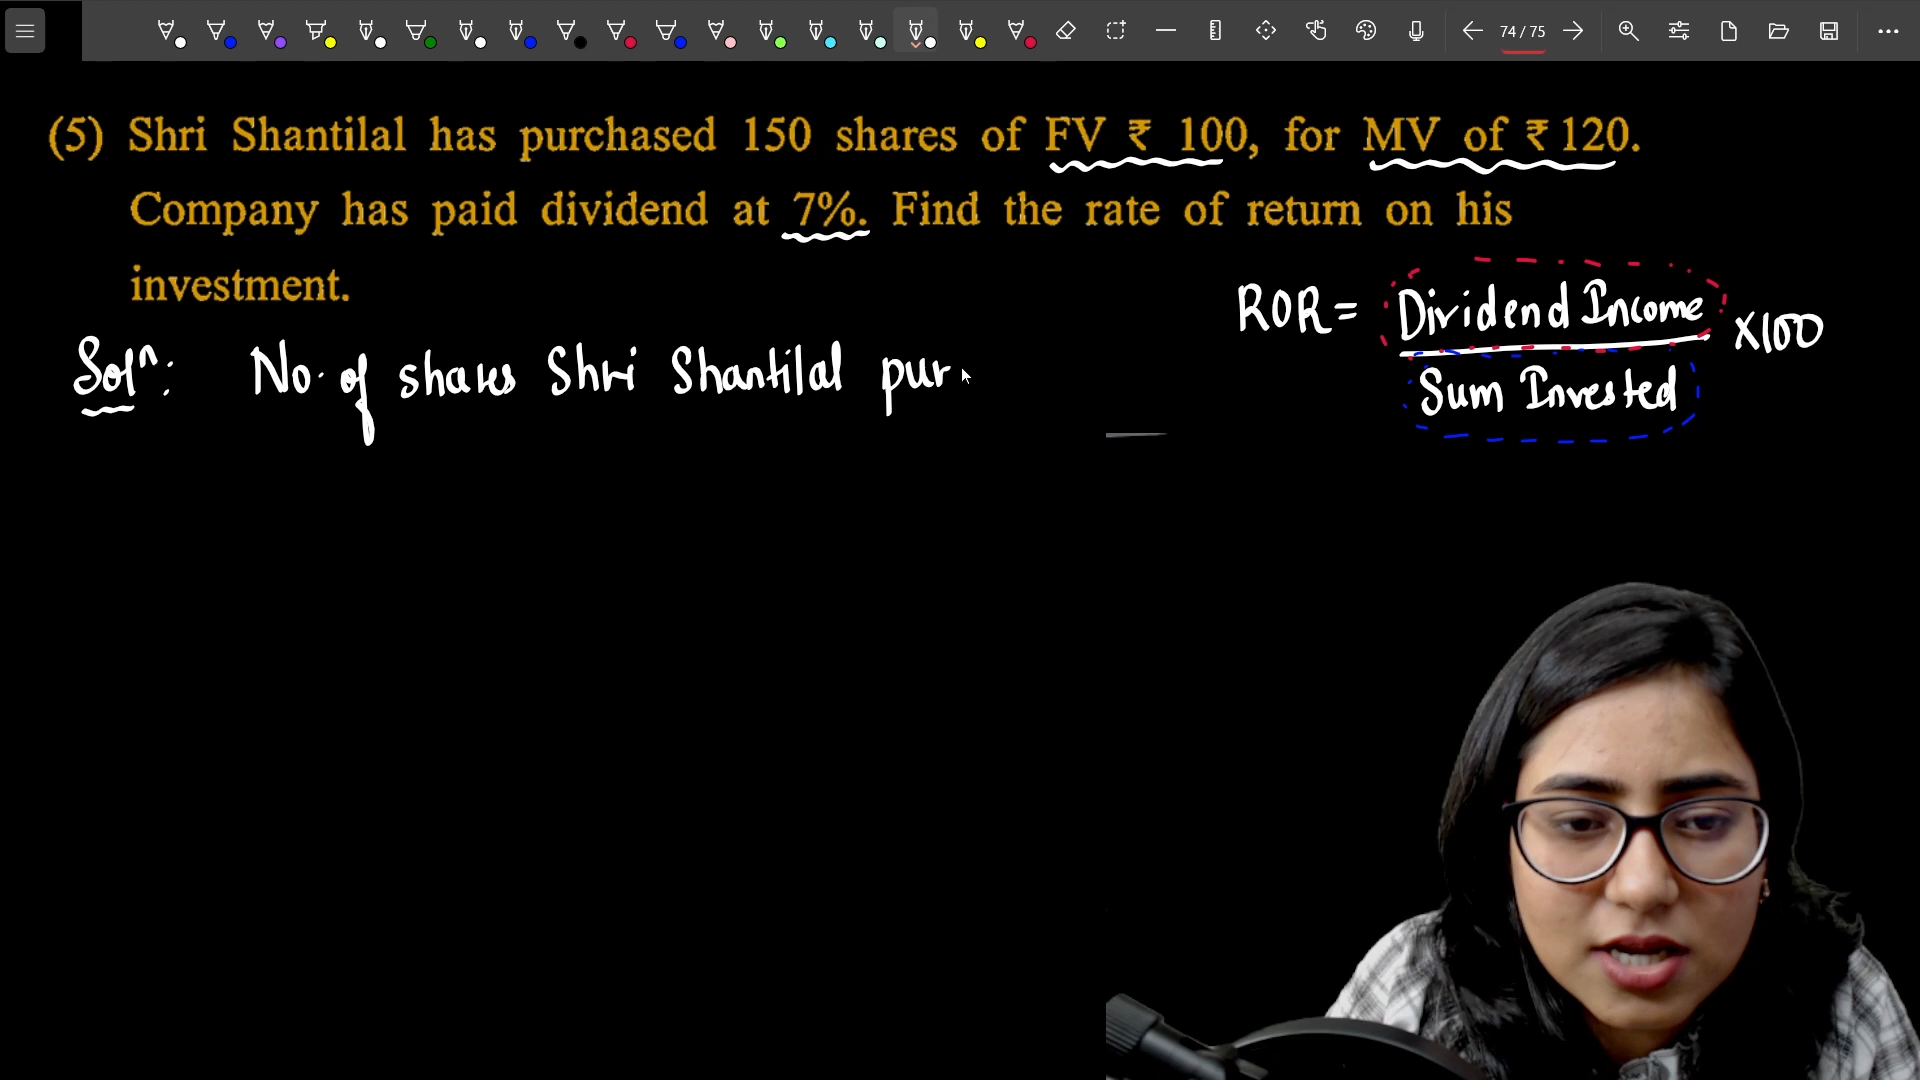 74 / 75
(5) Shri Shantilal has purchased 150 shares of FV ₹ 100, for MV of ₹ 120.
Company has paid dividend at 7%. Find the rate of return on his
investment.
ROR = Dividend Income
Sum Invested
×100
Solⁿ: No. of shares Shri Shantilal pur